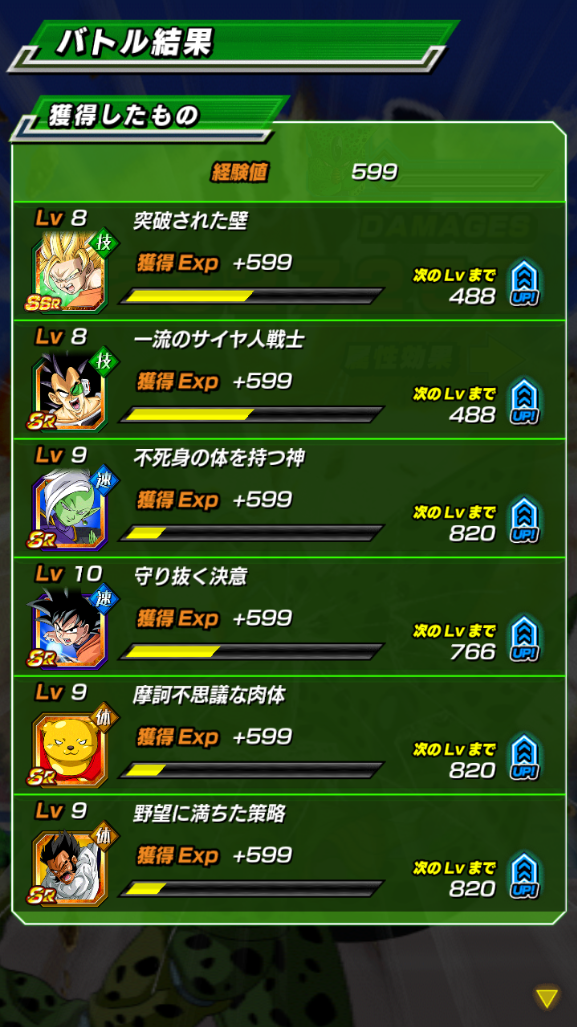 バトル結果
獲得したもの
経験値 599
Lv 8 突破された壁
技
獲得 Exp +599
次の Lv まで
SSR 488 UP!
Lv 8 一流のサイヤ人戦士
技
獲得 Exp +599
次の Lv まで
SR 488 UP!
Lv 9 不死身の体を持つ神
速
獲得 Exp +599
次の Lv まで
SR 820 UP!
Lv 10 守り抜く決意
速
獲得 Exp +599
次の Lv まで
SR 766 UP!
Lv 9 摩訶不思議な肉体
体
獲得 Exp +599
次の Lv まで
SR 820 UP!
Lv 9 野望に満ちた策略
体
獲得 Exp +599
次の Lv まで
SR 820 UP!